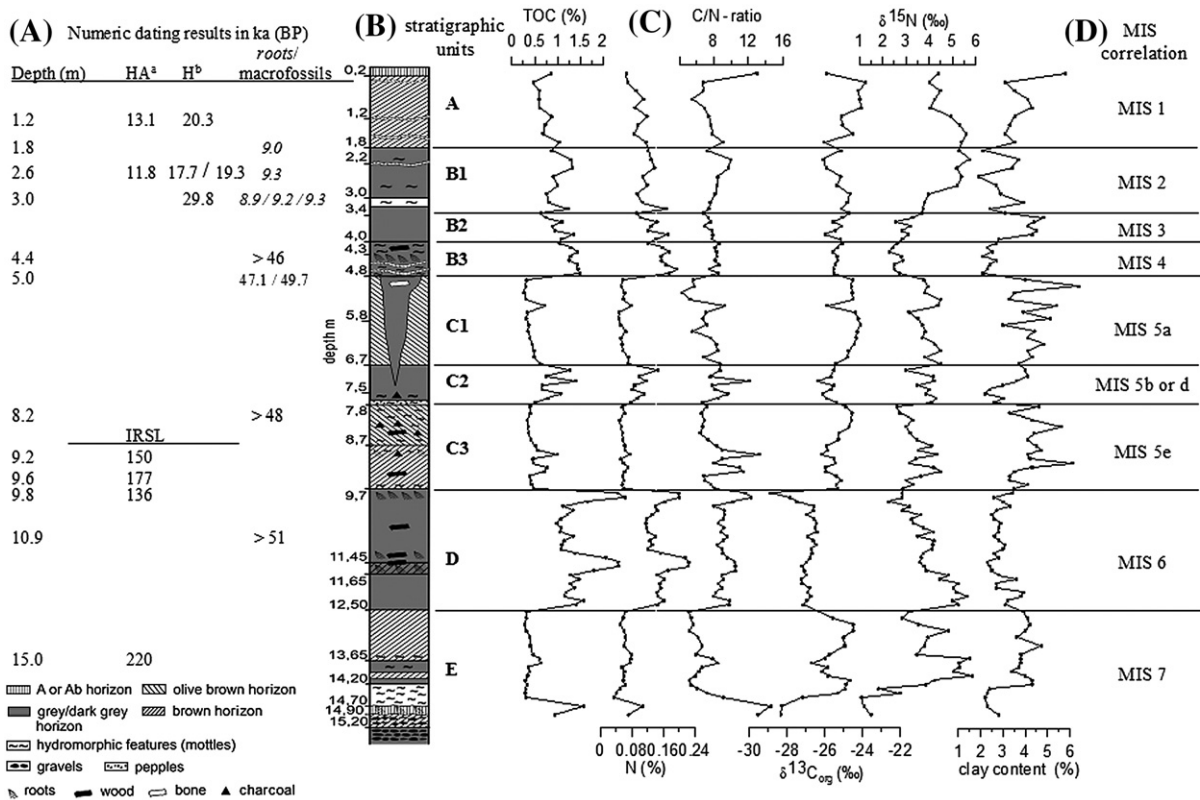 (A) Numeric dating results in ka (BP)
Depth (m) HAᵃ Hᵇ roots/ macrofossils
1.2 13.1 20.3
1.8 9.0
2.6 11.8 17.7 / 19.3 9.3
3.0 29.8 8.9 / 9.2 / 9.3
4.4 > 46
5.0 47.1 / 49.7
8.2 > 48
IRSL
9.2 150
9.6 177
9.8 136
10.9 > 51
15.0 220
A or Ab horizon
olive brown horizon
grey/dark grey horizon
brown horizon
hydromorphic features (mottles)
gravels
pepples
roots
wood
bone
charcoal
(B) stratigraphic units
depth m
0,2
1.2
1.8
2.2
3.0
3.4
4,0
4.3
4.8
5.8
6.7
7.5
7.8
8.7
9.7
11.45
11.65
12.50
13.65
14,20
14,70
14,90
15,20
A
B1
B2
B3
C1
C2
C3
D
E
(C)
TOC (%)
0 0.5 1 1.5 2
C/N - ratio
4 8 12 16
δ ¹⁵N (‰)
1 2 3 4 5 6
0 0.080.160.24
N (%)
-30 -28 -26 -24 -22
δ¹³Corg (‰)
1 2 3 4 5 6
clay content (%)
(D) MIS correlation
MIS 1
MIS 2
MIS 3
MIS 4
MIS 5a
MIS 5b or d
MIS 5e
MIS 6
MIS 7